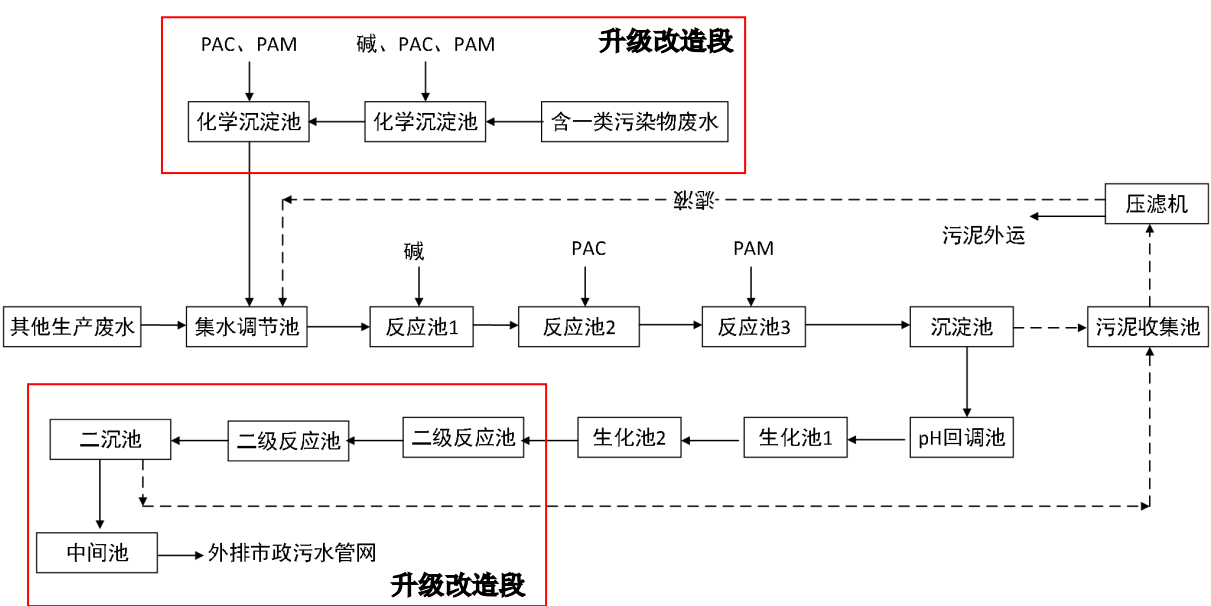 升级改造段
PAC、PAM
碱、PAC、PAM
化学沉淀池
化学沉淀池
含一类污染物废水
滤液
压滤机
污泥外运
碱
PAC
PAM
其他生产废水
集水调节池
反应池1
反应池2
反应池3
沉淀池
污泥收集池
二沉池
二级反应池
二级反应池
生化池2
生化池1
pH回调池
中间池
外排市政污水管网
升级改造段